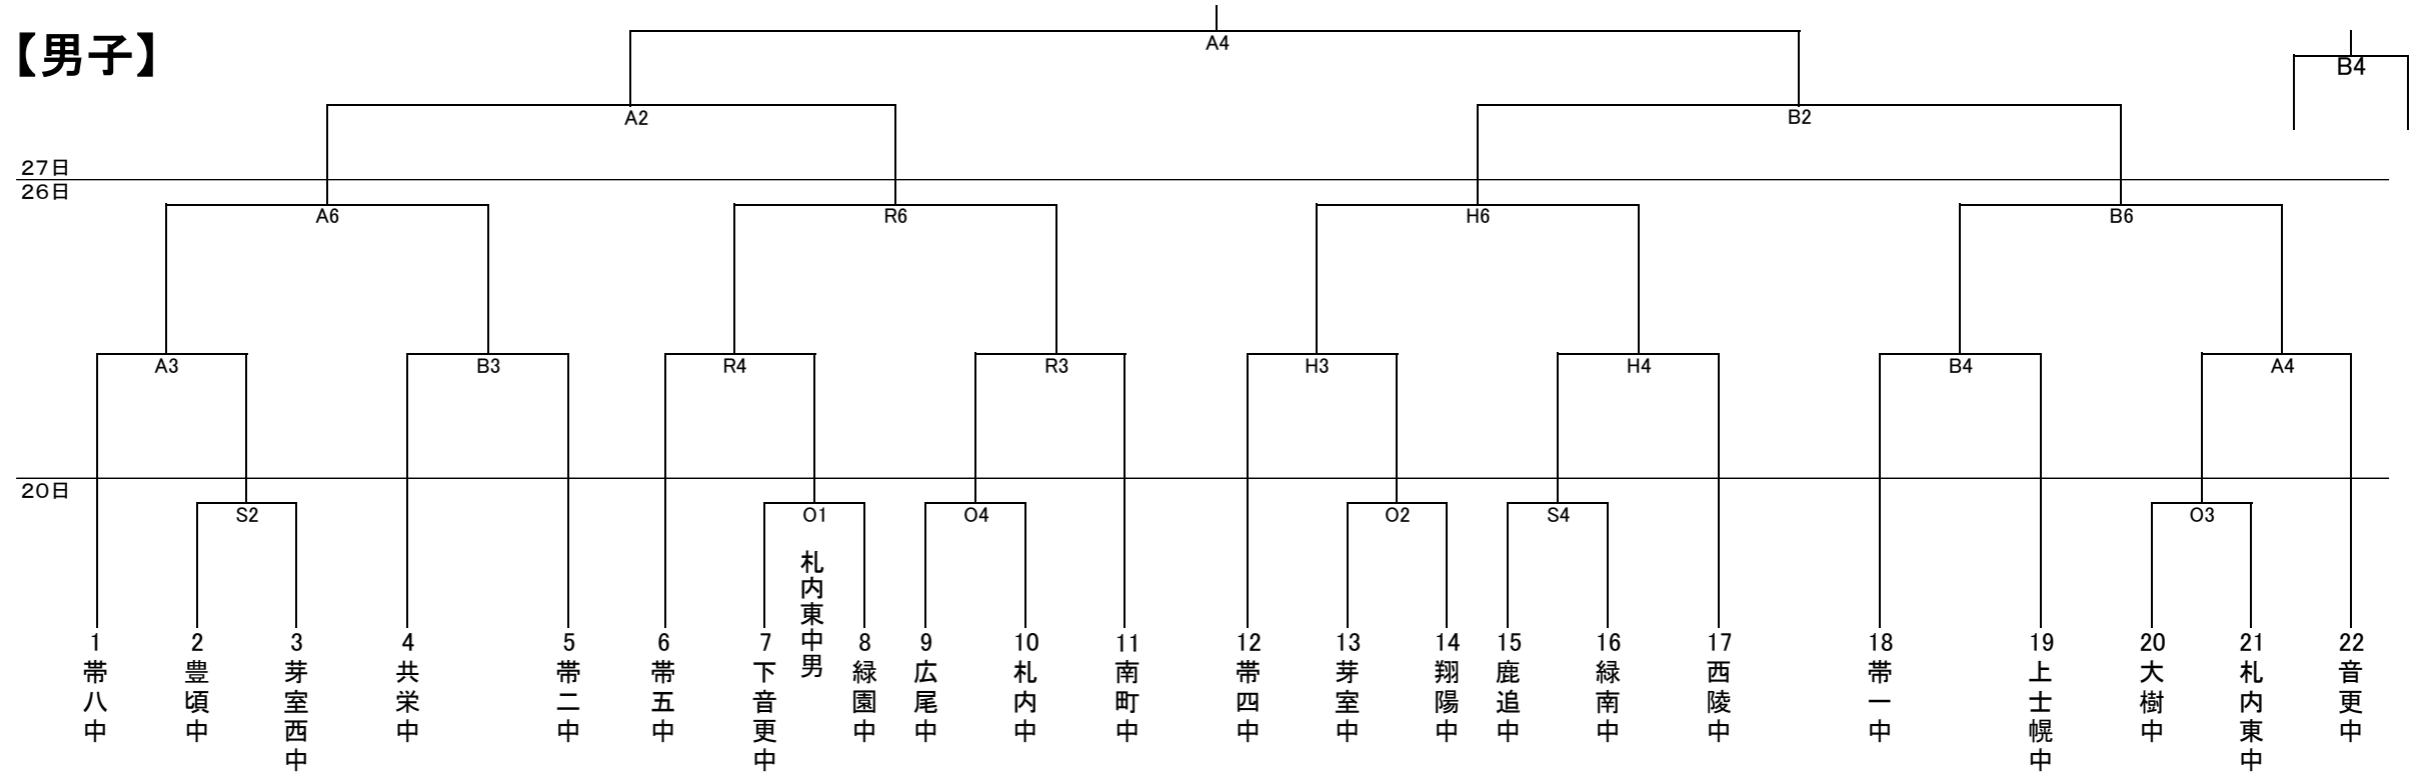 【男子】
A4
B4
A2
B2
27日
26日
A6
R6
H6
B6
A3
B3
R4
R3
H3
H4
B4
A4
20日
S2
O1
O4
O2
S4
O3
札内東中男
1 帯八中
2 豊頃中
3 芽室西中
4 共栄中
5 帯二中
6 帯五中
7 下音更中
8 緑園中
9 広尾中
10 札内中
11 南町中
12 帯四中
13 芽室中
14 翔陽中
15 鹿追中
16 緑南中
17 西陵中
18 帯一中
19 上士幌中
20 大樹中
21 札内東中
22 音更中